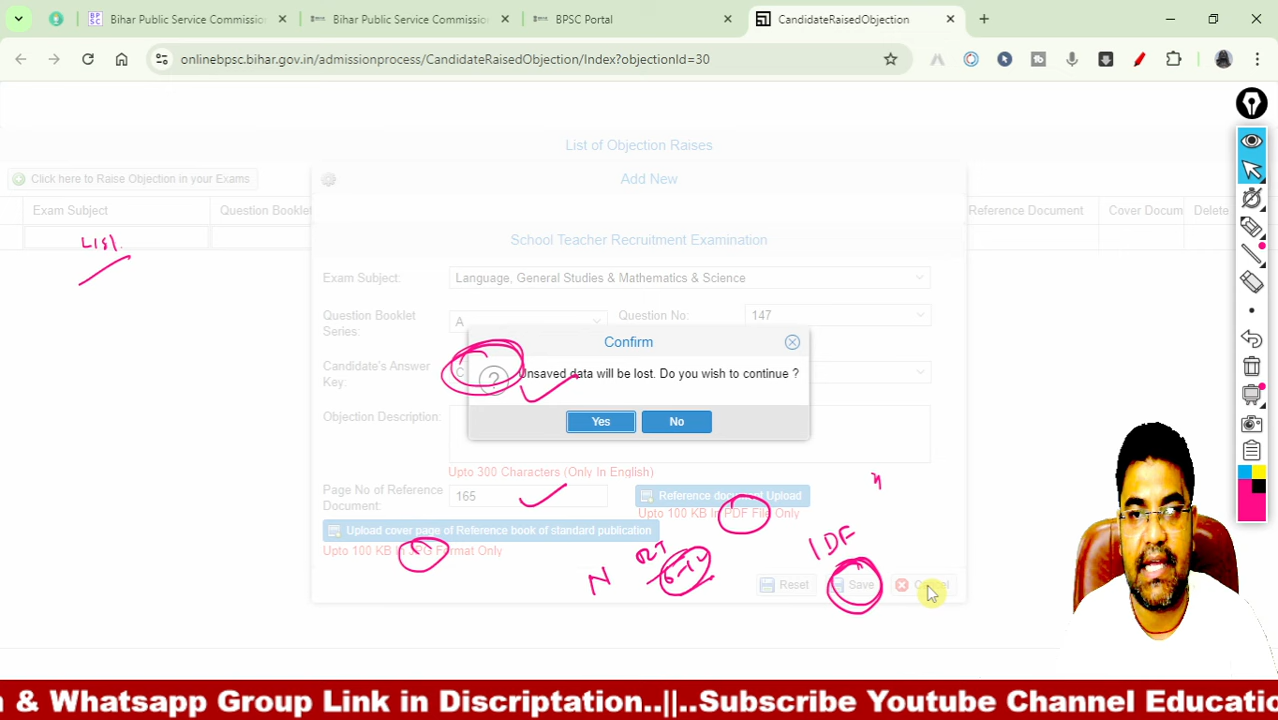 Bihar Public Service Commissio
Bihar Public Service Commission
BPSC Portal
CandidateRaisedObjection
onlinebpsc.bihar.gov.in/admissionprocess/CandidateRaisedObjection/Index?objectionId=30
List of Objection Raises
Click here to Raise Objection in your Exams
Add New
Exam Subject
Question Booklet
Reference Document
Cover Docum
Delete
List.
School Teacher Recruitment Examination
Exam Subject:
Language, General Studies & Mathematics & Science
Question Booklet Series:
A
Question No:
147
Confirm
Candidate's Answer Key:
C
?
Unsaved data will be lost. Do you wish to continue ?
Yes
No
Objection Description:
Upto 300 Characters (Only In English)
Page No of Reference Document:
165
Reference document Upload
Upto 100 KB In PDF File Only
Upload cover page of Reference book of standard publication
Upto 100 KB In JPG Format Only
N
6-12
Reset
Save
Cancel
n & Whatsapp Group Link in Discriptation..||..Subscribe Youtube Channel Educatio